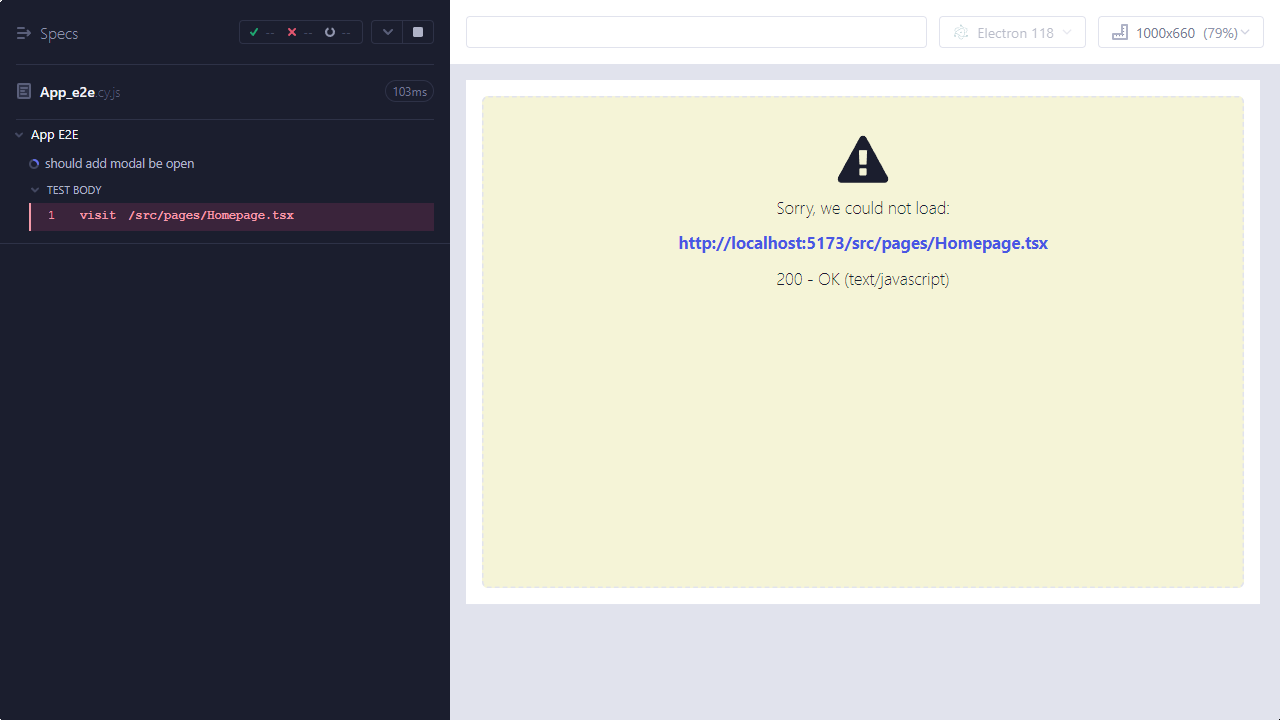 Specs
-- -- --
App_e2e cy.js
103ms
App E2E
should add modal be open
TEST BODY
1 visit /src/pages/Homepage.tsx
Electron 118
1000x660 (79%)
Sorry, we could not load:
http://localhost:5173/src/pages/Homepage.tsx
200 - OK (text/javascript)